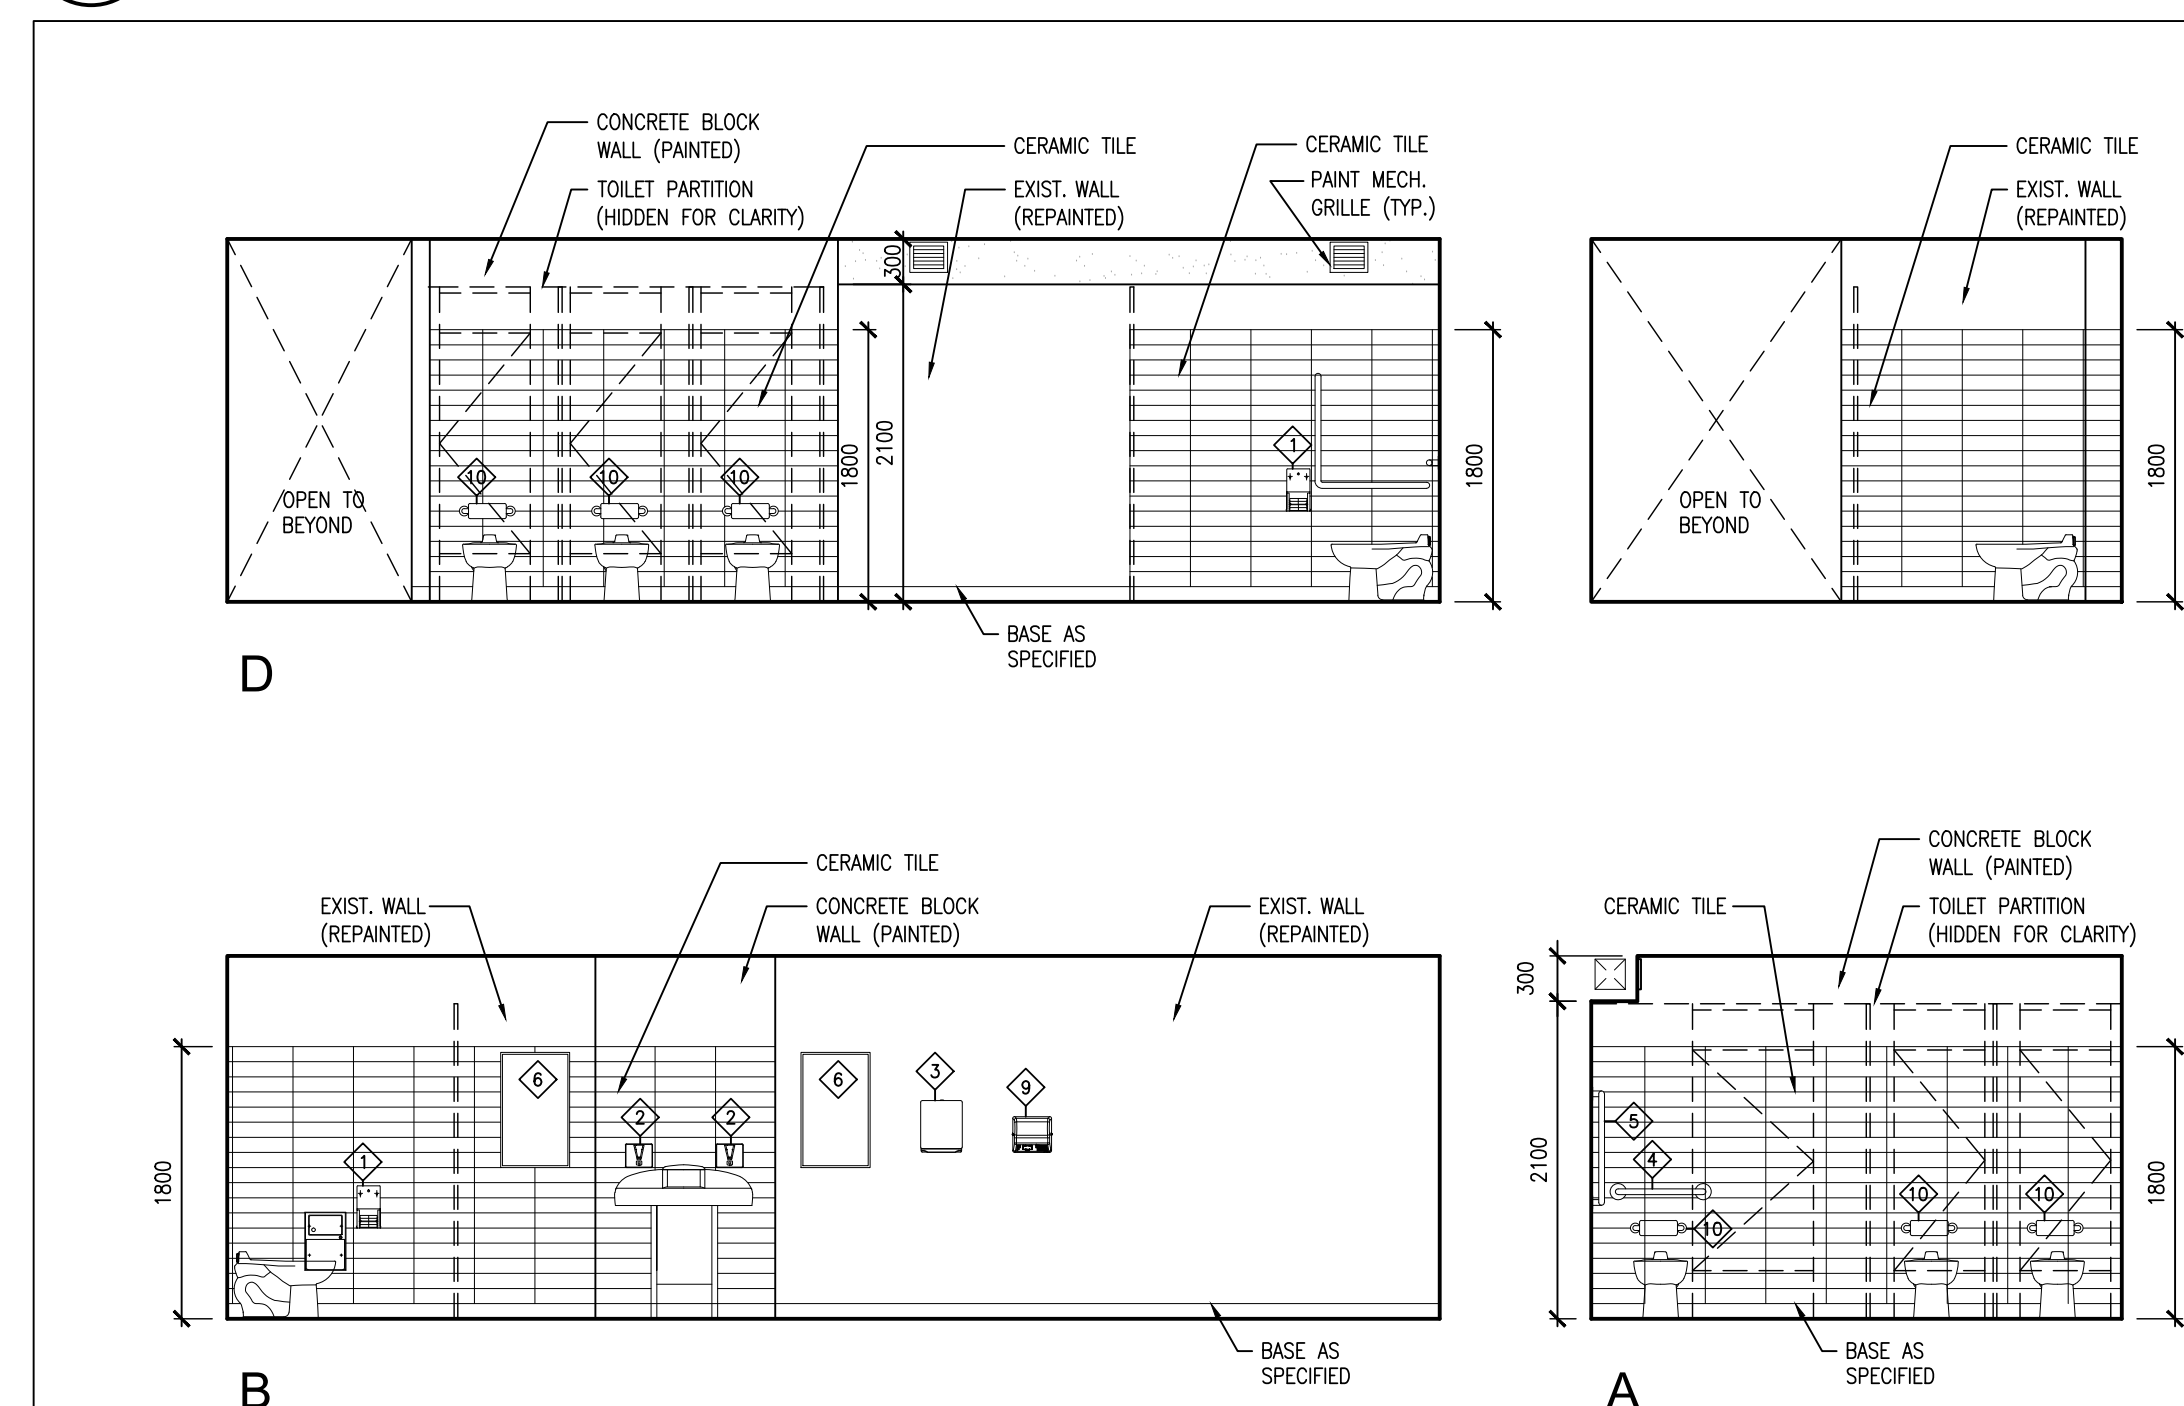 CONCRETE BLOCK
WALL (PAINTED)
TOILET PARTITION
(HIDDEN FOR CLARITY)
CERAMIC TILE
EXIST. WALL
(REPAINTED)
CERAMIC TILE
PAINT MECH.
GRILLE (TYP.)
300
1800
2100
1800
OPEN TO
BEYOND
10
10
10
1
BASE AS
SPECIFIED
D
CERAMIC TILE
EXIST. WALL
(REPAINTED)
OPEN TO
BEYOND
1800
CERAMIC TILE
EXIST. WALL
(REPAINTED)
CONCRETE BLOCK
WALL (PAINTED)
EXIST. WALL
(REPAINTED)
1800
1
6
2
2
6
3
9
BASE AS
SPECIFIED
B
CONCRETE BLOCK
WALL (PAINTED)
CERAMIC TILE
TOILET PARTITION
(HIDDEN FOR CLARITY)
300
2100
5
4
10
10
10
1800
BASE AS
SPECIFIED
A